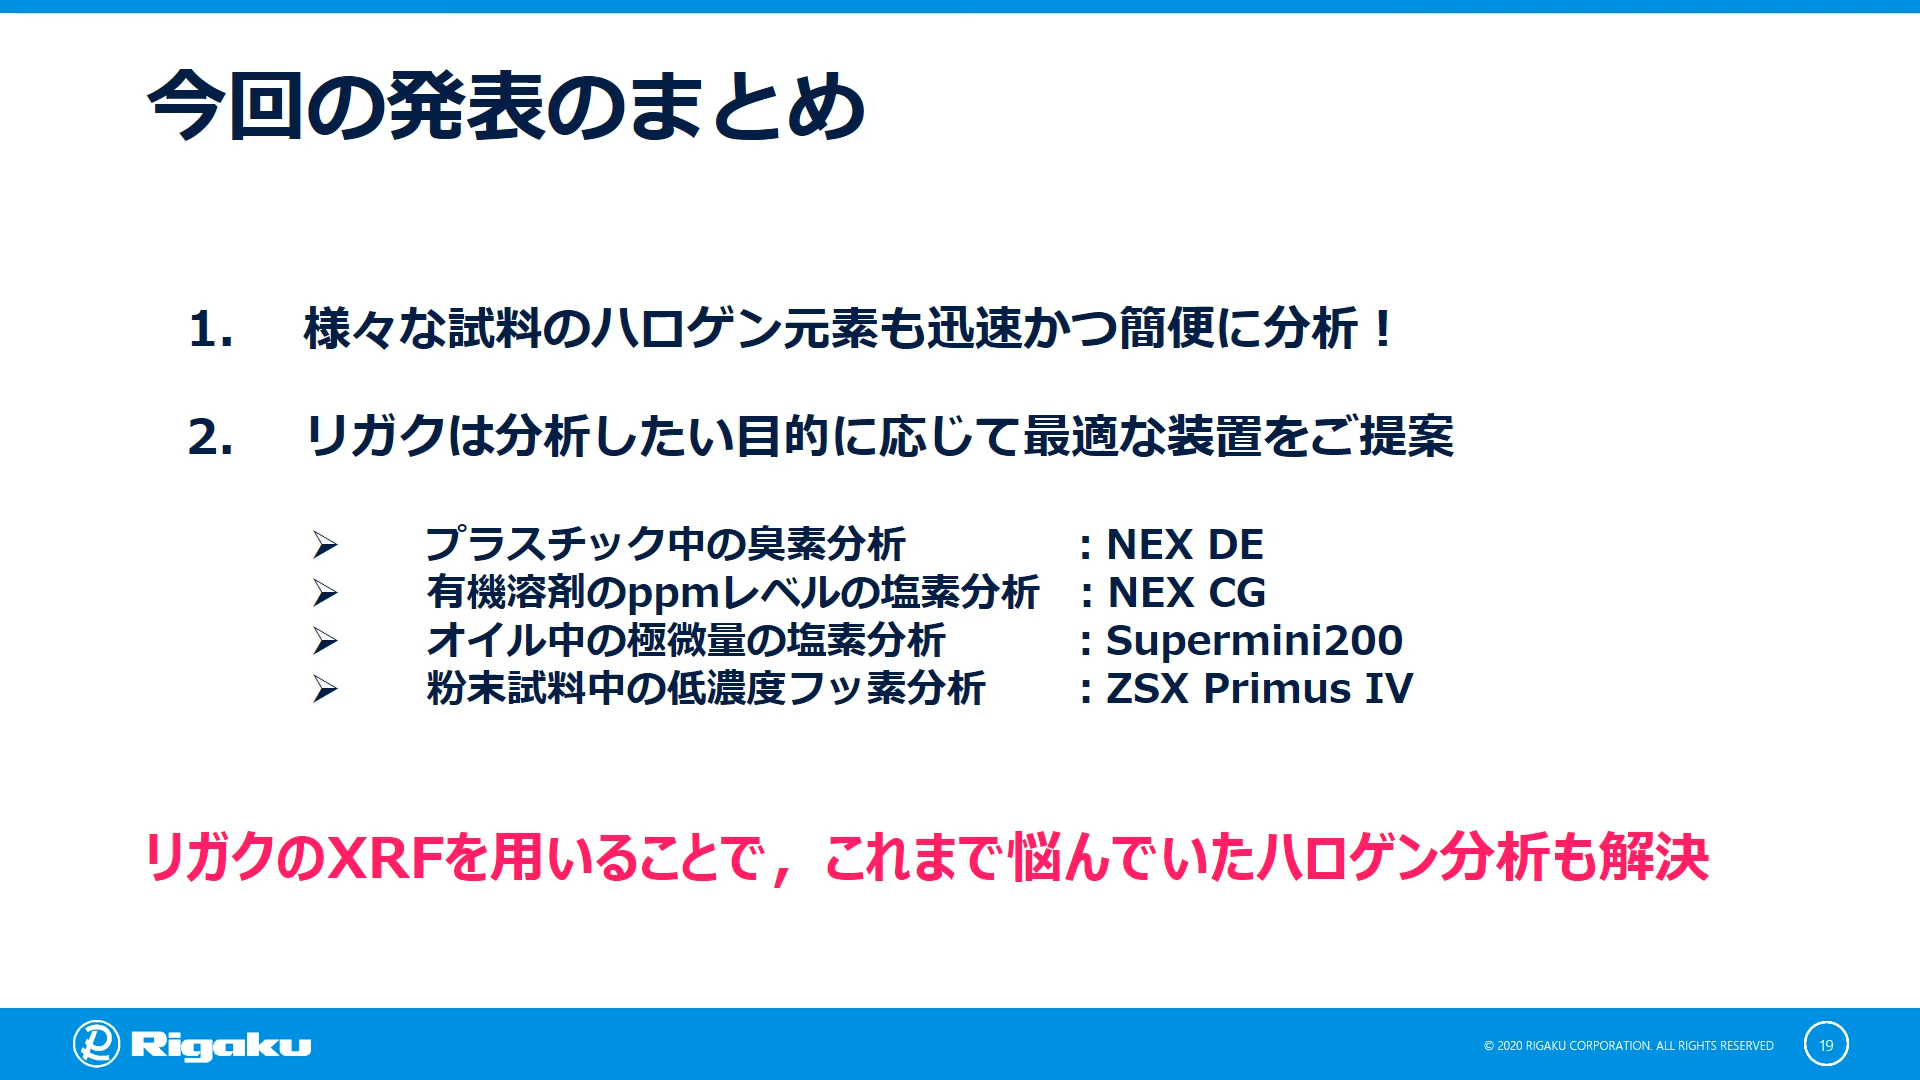 今回の発表のまとめ
1. 様々な試料のハロゲン元素も迅速かつ簡便に分析！
2. リガクは分析したい目的に応じて最適な装置をご提案
➢ プラスチック中の臭素分析 ：NEX DE
➢ 有機溶剤のppmレベルの塩素分析 ：NEX CG
➢ オイル中の極微量の塩素分析 ：Supermini200
➢ 粉末試料中の低濃度フッ素分析 ：ZSX Primus IV
リガクのXRFを用いることで，これまで悩んでいたハロゲン分析も解決
Rigaku
© 2020 RIGAKU CORPORATION. ALL RIGHTS RESERVED
19